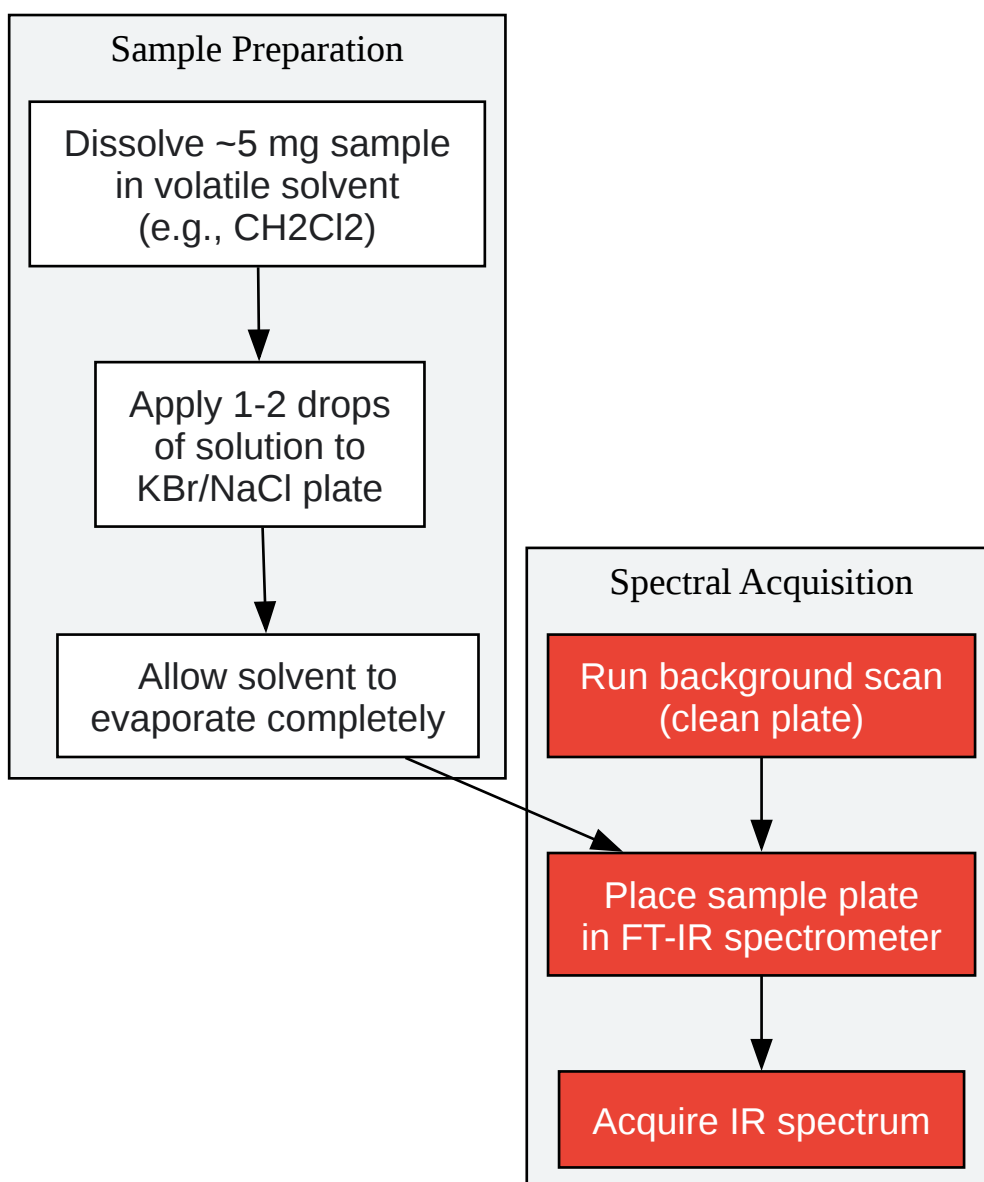 Sample Preparation
Dissolve ~5 mg sample
in volatile solvent
(e.g., CH2Cl2)
Apply 1-2 drops
of solution to
KBr/NaCl plate
Allow solvent to
evaporate completely
Spectral Acquisition
Run background scan
(clean plate)
Place sample plate
in FT-IR spectrometer
Acquire IR spectrum